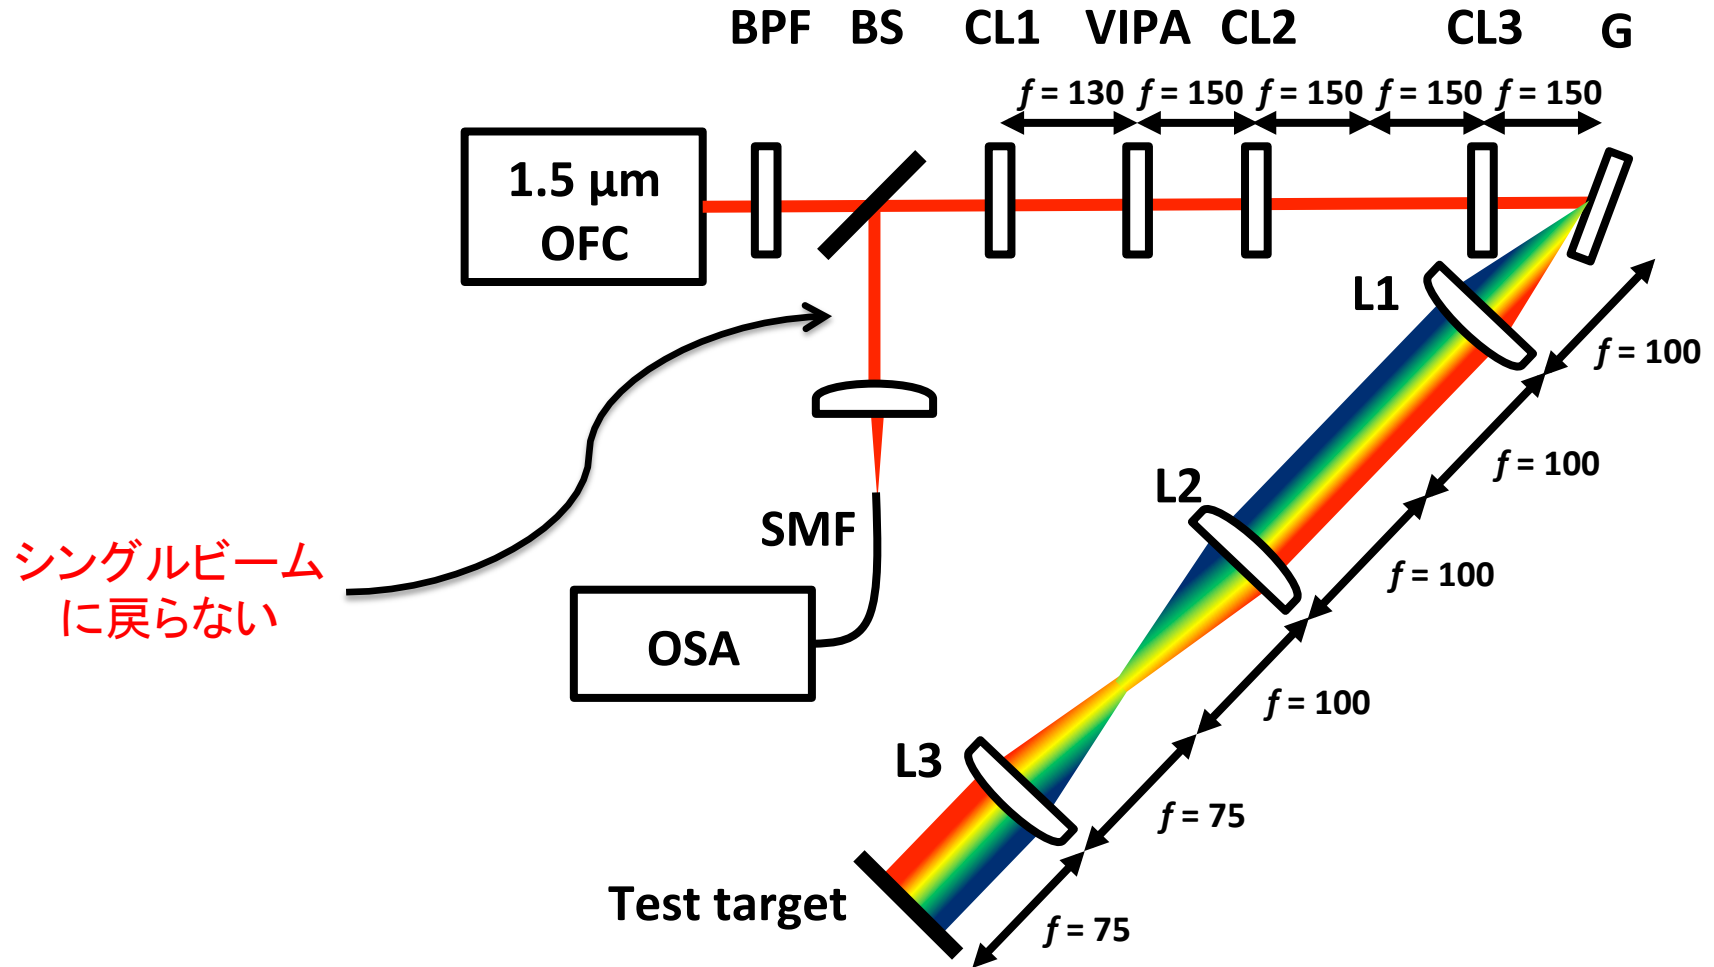 BPF BS CL1 VIPA CL2 CL3 G
f = 130 f = 150 f = 150 f = 150 f = 150
1.5 μm
OFC
L1
f = 100
f = 100
L2
SMF
シングルビーム
に戻らない
f = 100
OSA
f = 100
L3
f = 75
Test target
f = 75